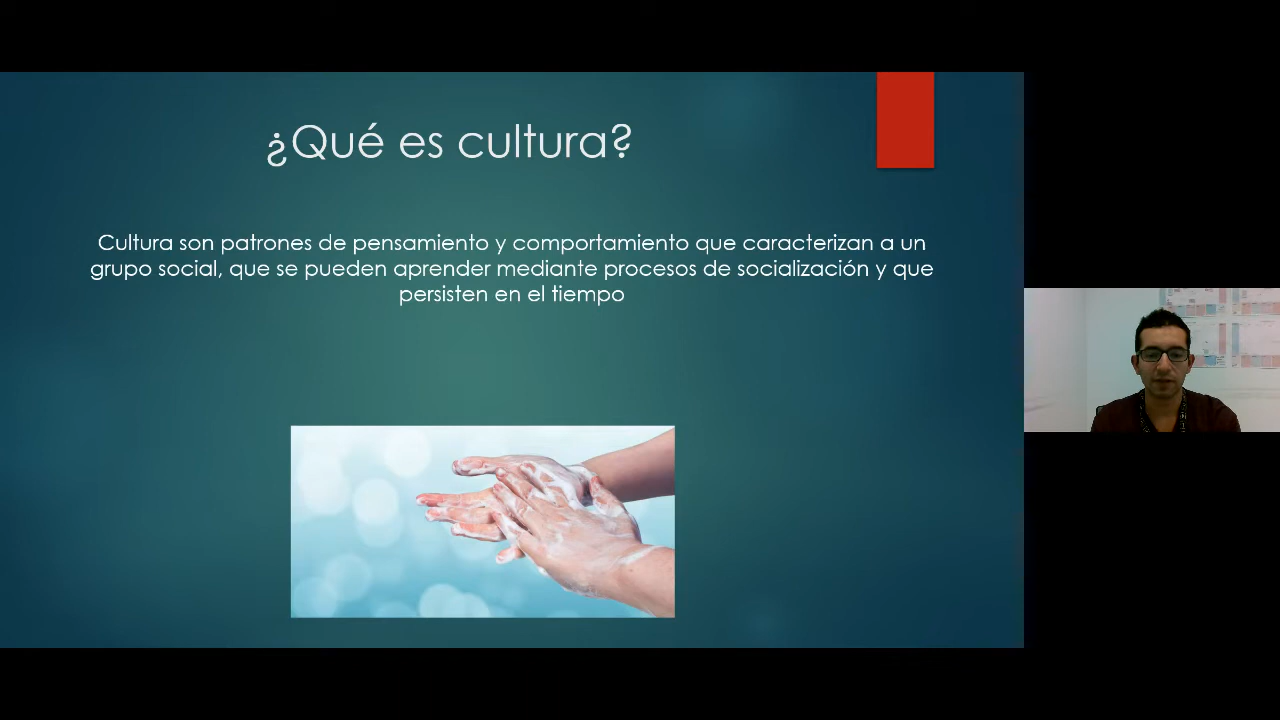 ¿Qué es cultura?
Cultura son patrones de pensamiento y comportamiento que caracterizan a un
grupo social, que se pueden aprender mediante procesos de socialización y que
persisten en el tiempo